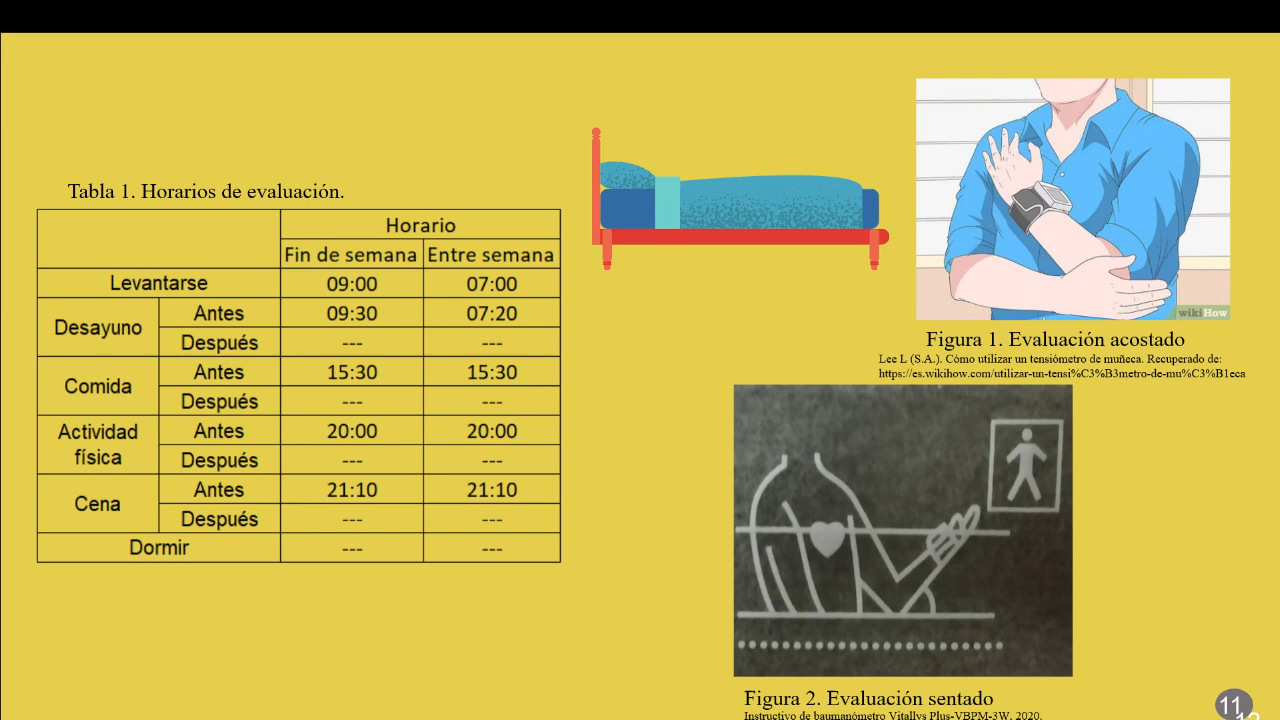 Tabla 1. Horarios de evaluación.
Horario
Fin de semana Entre semana
Levantarse 09:00 07:00
Desayuno Antes 09:30 07:20
Después --- ---
Comida Antes 15:30 15:30
Después --- ---
Actividad física Antes 20:00 20:00
Después --- ---
Cena Antes 21:10 21:10
Después --- ---
Dormir --- ---
wikiHow
Figura 1. Evaluación acostado
Lee L (S.A.). Cómo utilizar un tensiómetro de muñeca. Recuperado de:
https://es.wikihow.com/utilizar-un-tensi%C3%B3metro-de-mu%C3%B1eca
Figura 2. Evaluación sentado
Instructivo de baumanómetro Vitallys Plus-VBPM-3W, 2020.
11
12